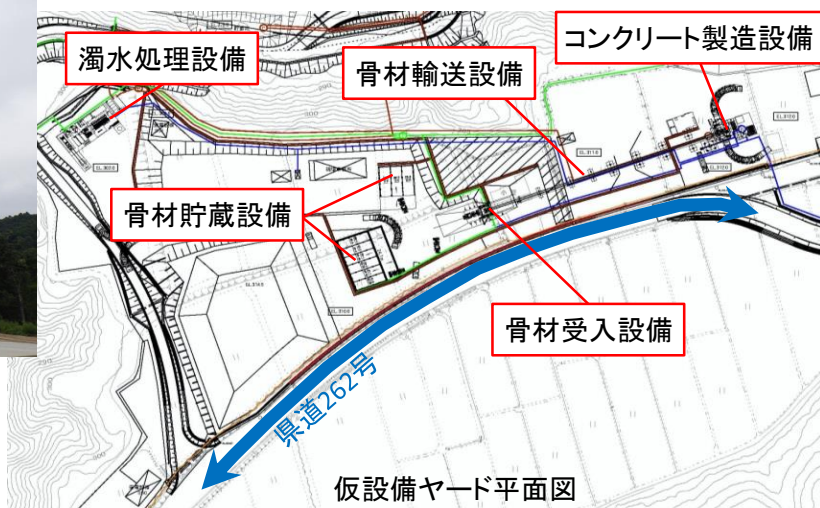 コンクリート製造設備
濁水処理設備
骨材輸送設備
骨材貯蔵設備
骨材受入設備
県道262号
仮設備ヤード平面図